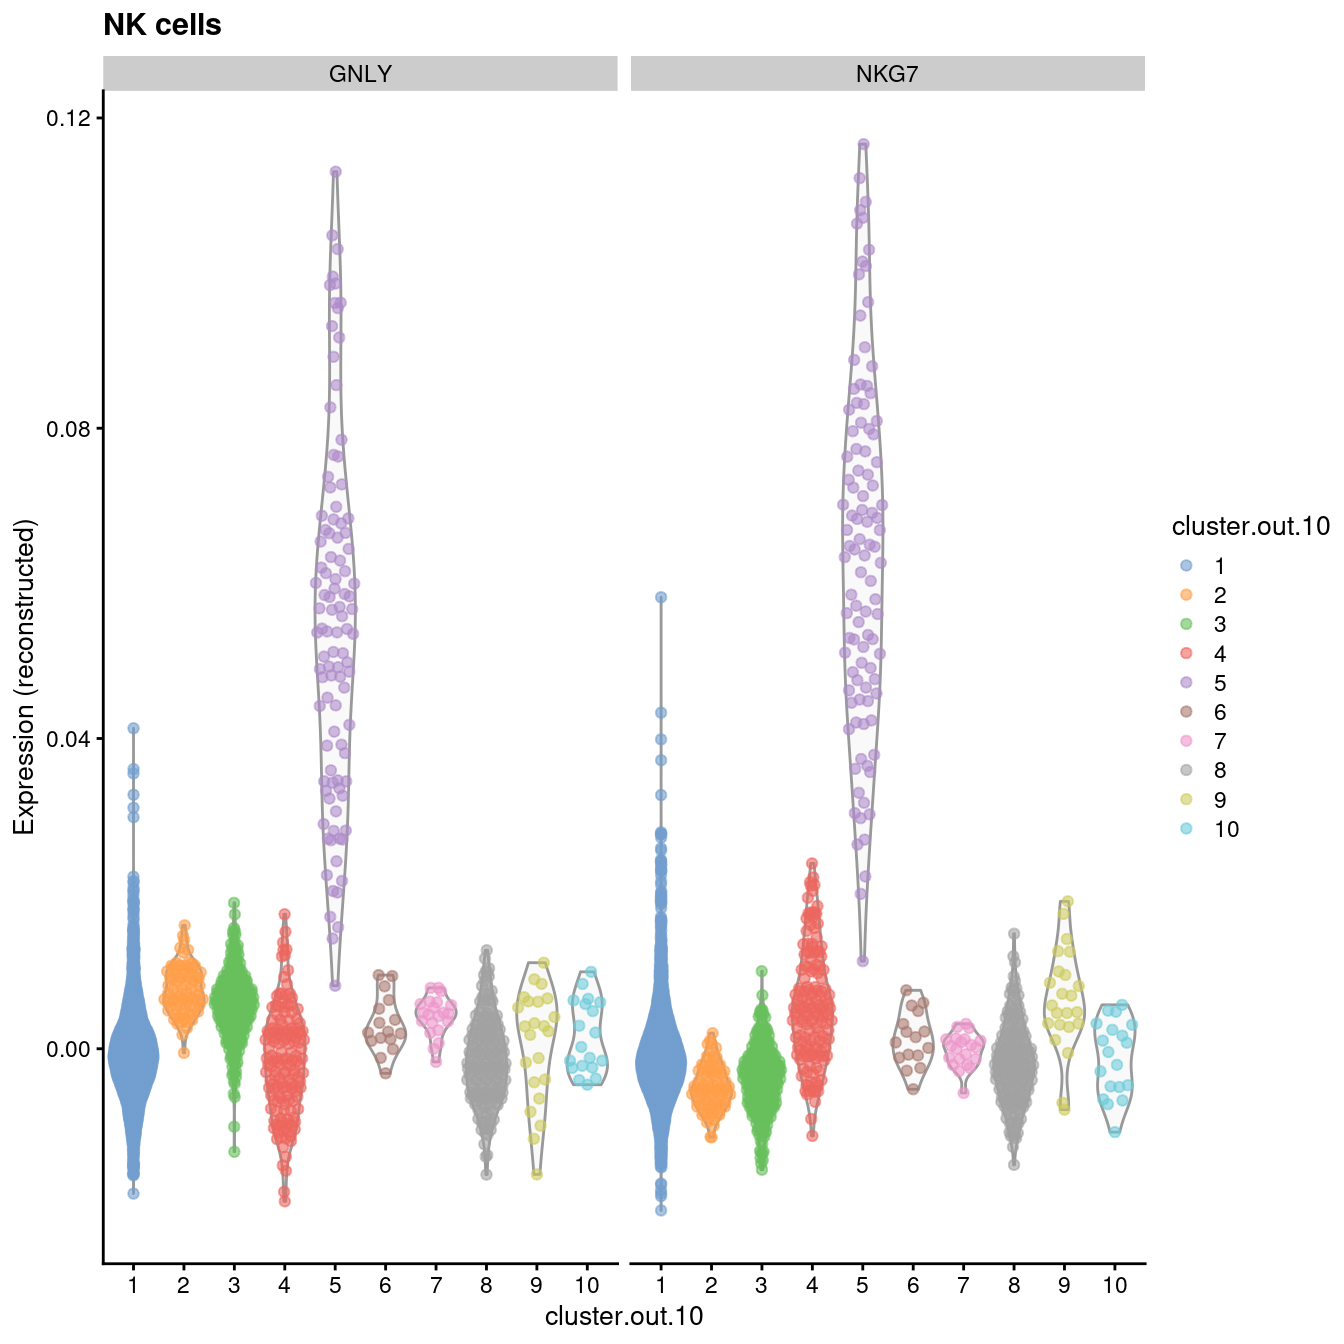 NK cells
GNLY NKG7
0.12
0.08
0.04
0.00
Expression (reconstructed)
1 2 3 4 5 6 7 8 9 10 1 2 3 4 5 6 7 8 9 10
cluster.out.10
cluster.out.10
1
2
3
4
5
6
7
8
9
10